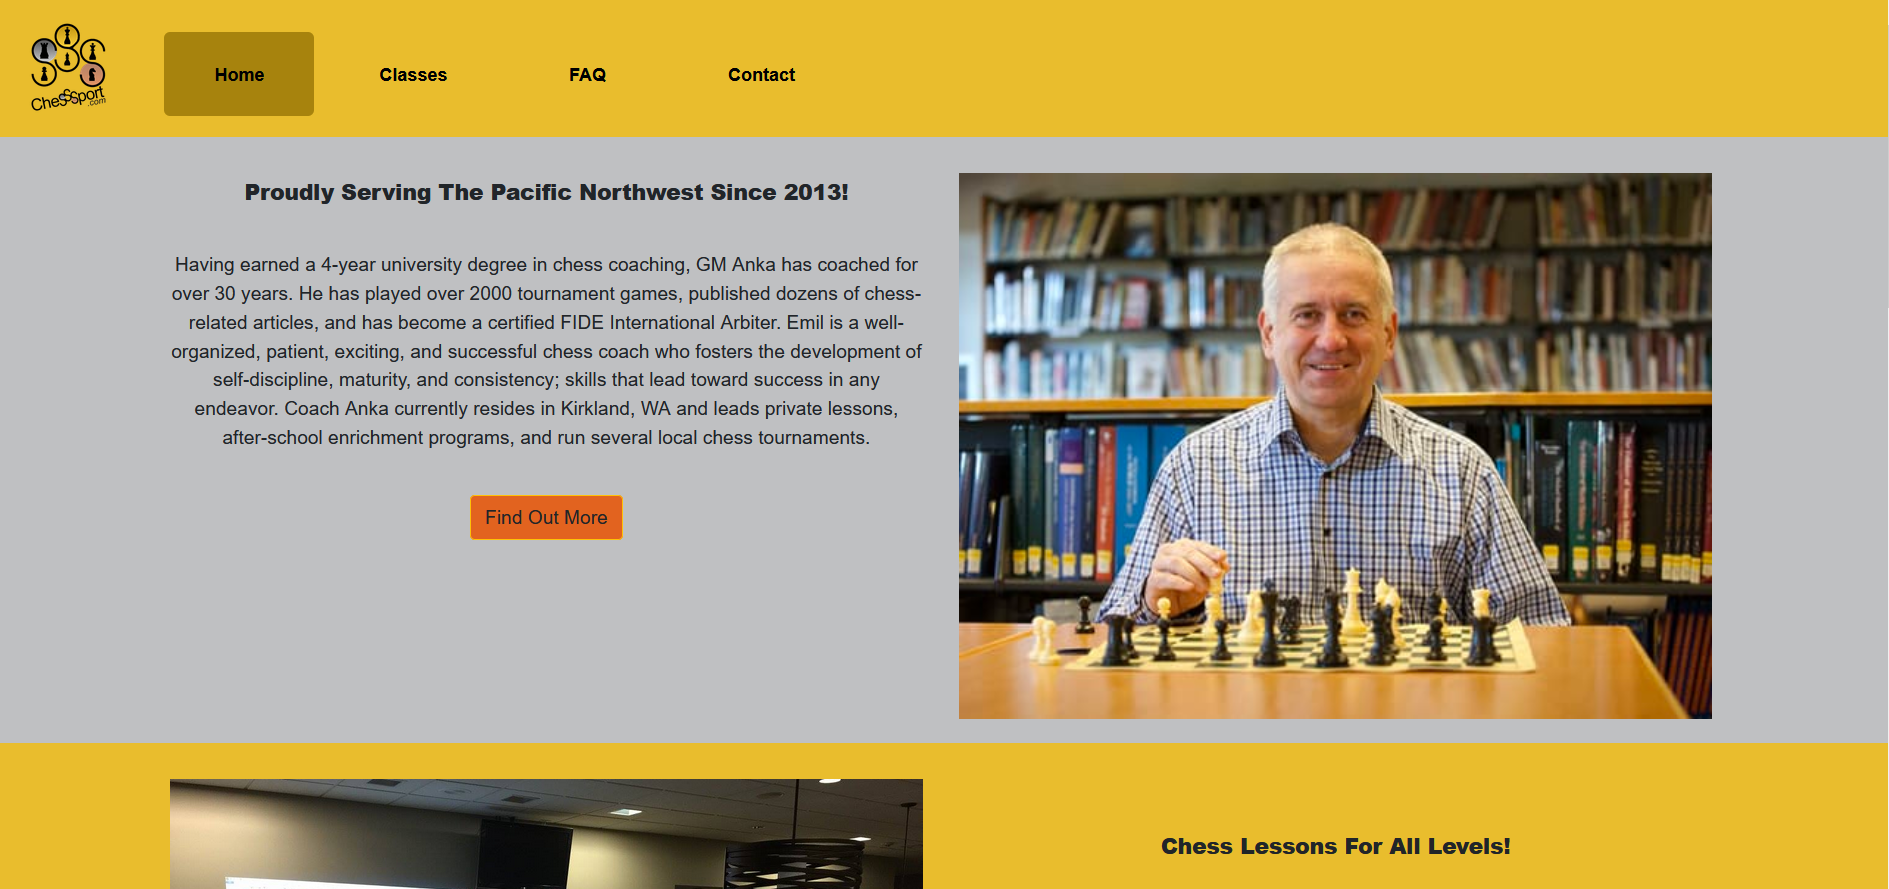 ChesSSport
.com
Home
Classes
FAQ
Contact
Proudly Serving The Pacific Northwest Since 2013!
Having earned a 4-year university degree in chess coaching, GM Anka has coached for
over 30 years. He has played over 2000 tournament games, published dozens of chess-
related articles, and has become a certified FIDE International Arbiter. Emil is a well-
organized, patient, exciting, and successful chess coach who fosters the development of
self-discipline, maturity, and consistency; skills that lead toward success in any
endeavor. Coach Anka currently resides in Kirkland, WA and leads private lessons,
after-school enrichment programs, and run several local chess tournaments.
Find Out More
Chess Lessons For All Levels!